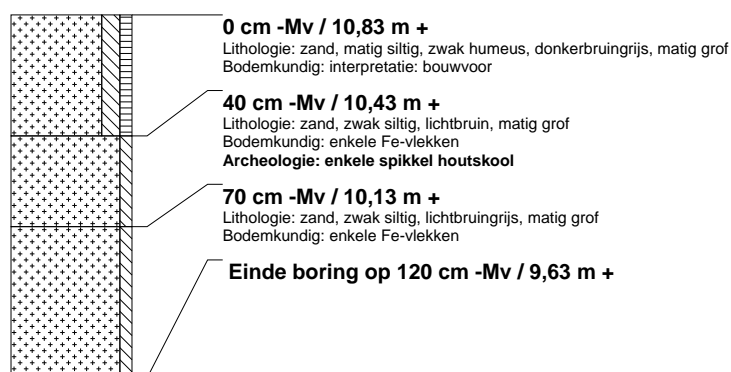 0 cm -Mv / 10,83 m +
Lithologie: zand, matig siltig, zwak humeus, donkerbruingrijs, matig grof
Bodemkundig: interpretatie: bouwvoor
40 cm -Mv / 10,43 m +
Lithologie: zand, zwak siltig, lichtbruin, matig grof
Bodemkundig: enkele Fe-vlekken
Archeologie: enkele spikkel houtskool
70 cm -Mv / 10,13 m +
Lithologie: zand, zwak siltig, lichtbruingrijs, matig grof
Bodemkundig: enkele Fe-vlekken
Einde boring op 120 cm -Mv / 9,63 m +